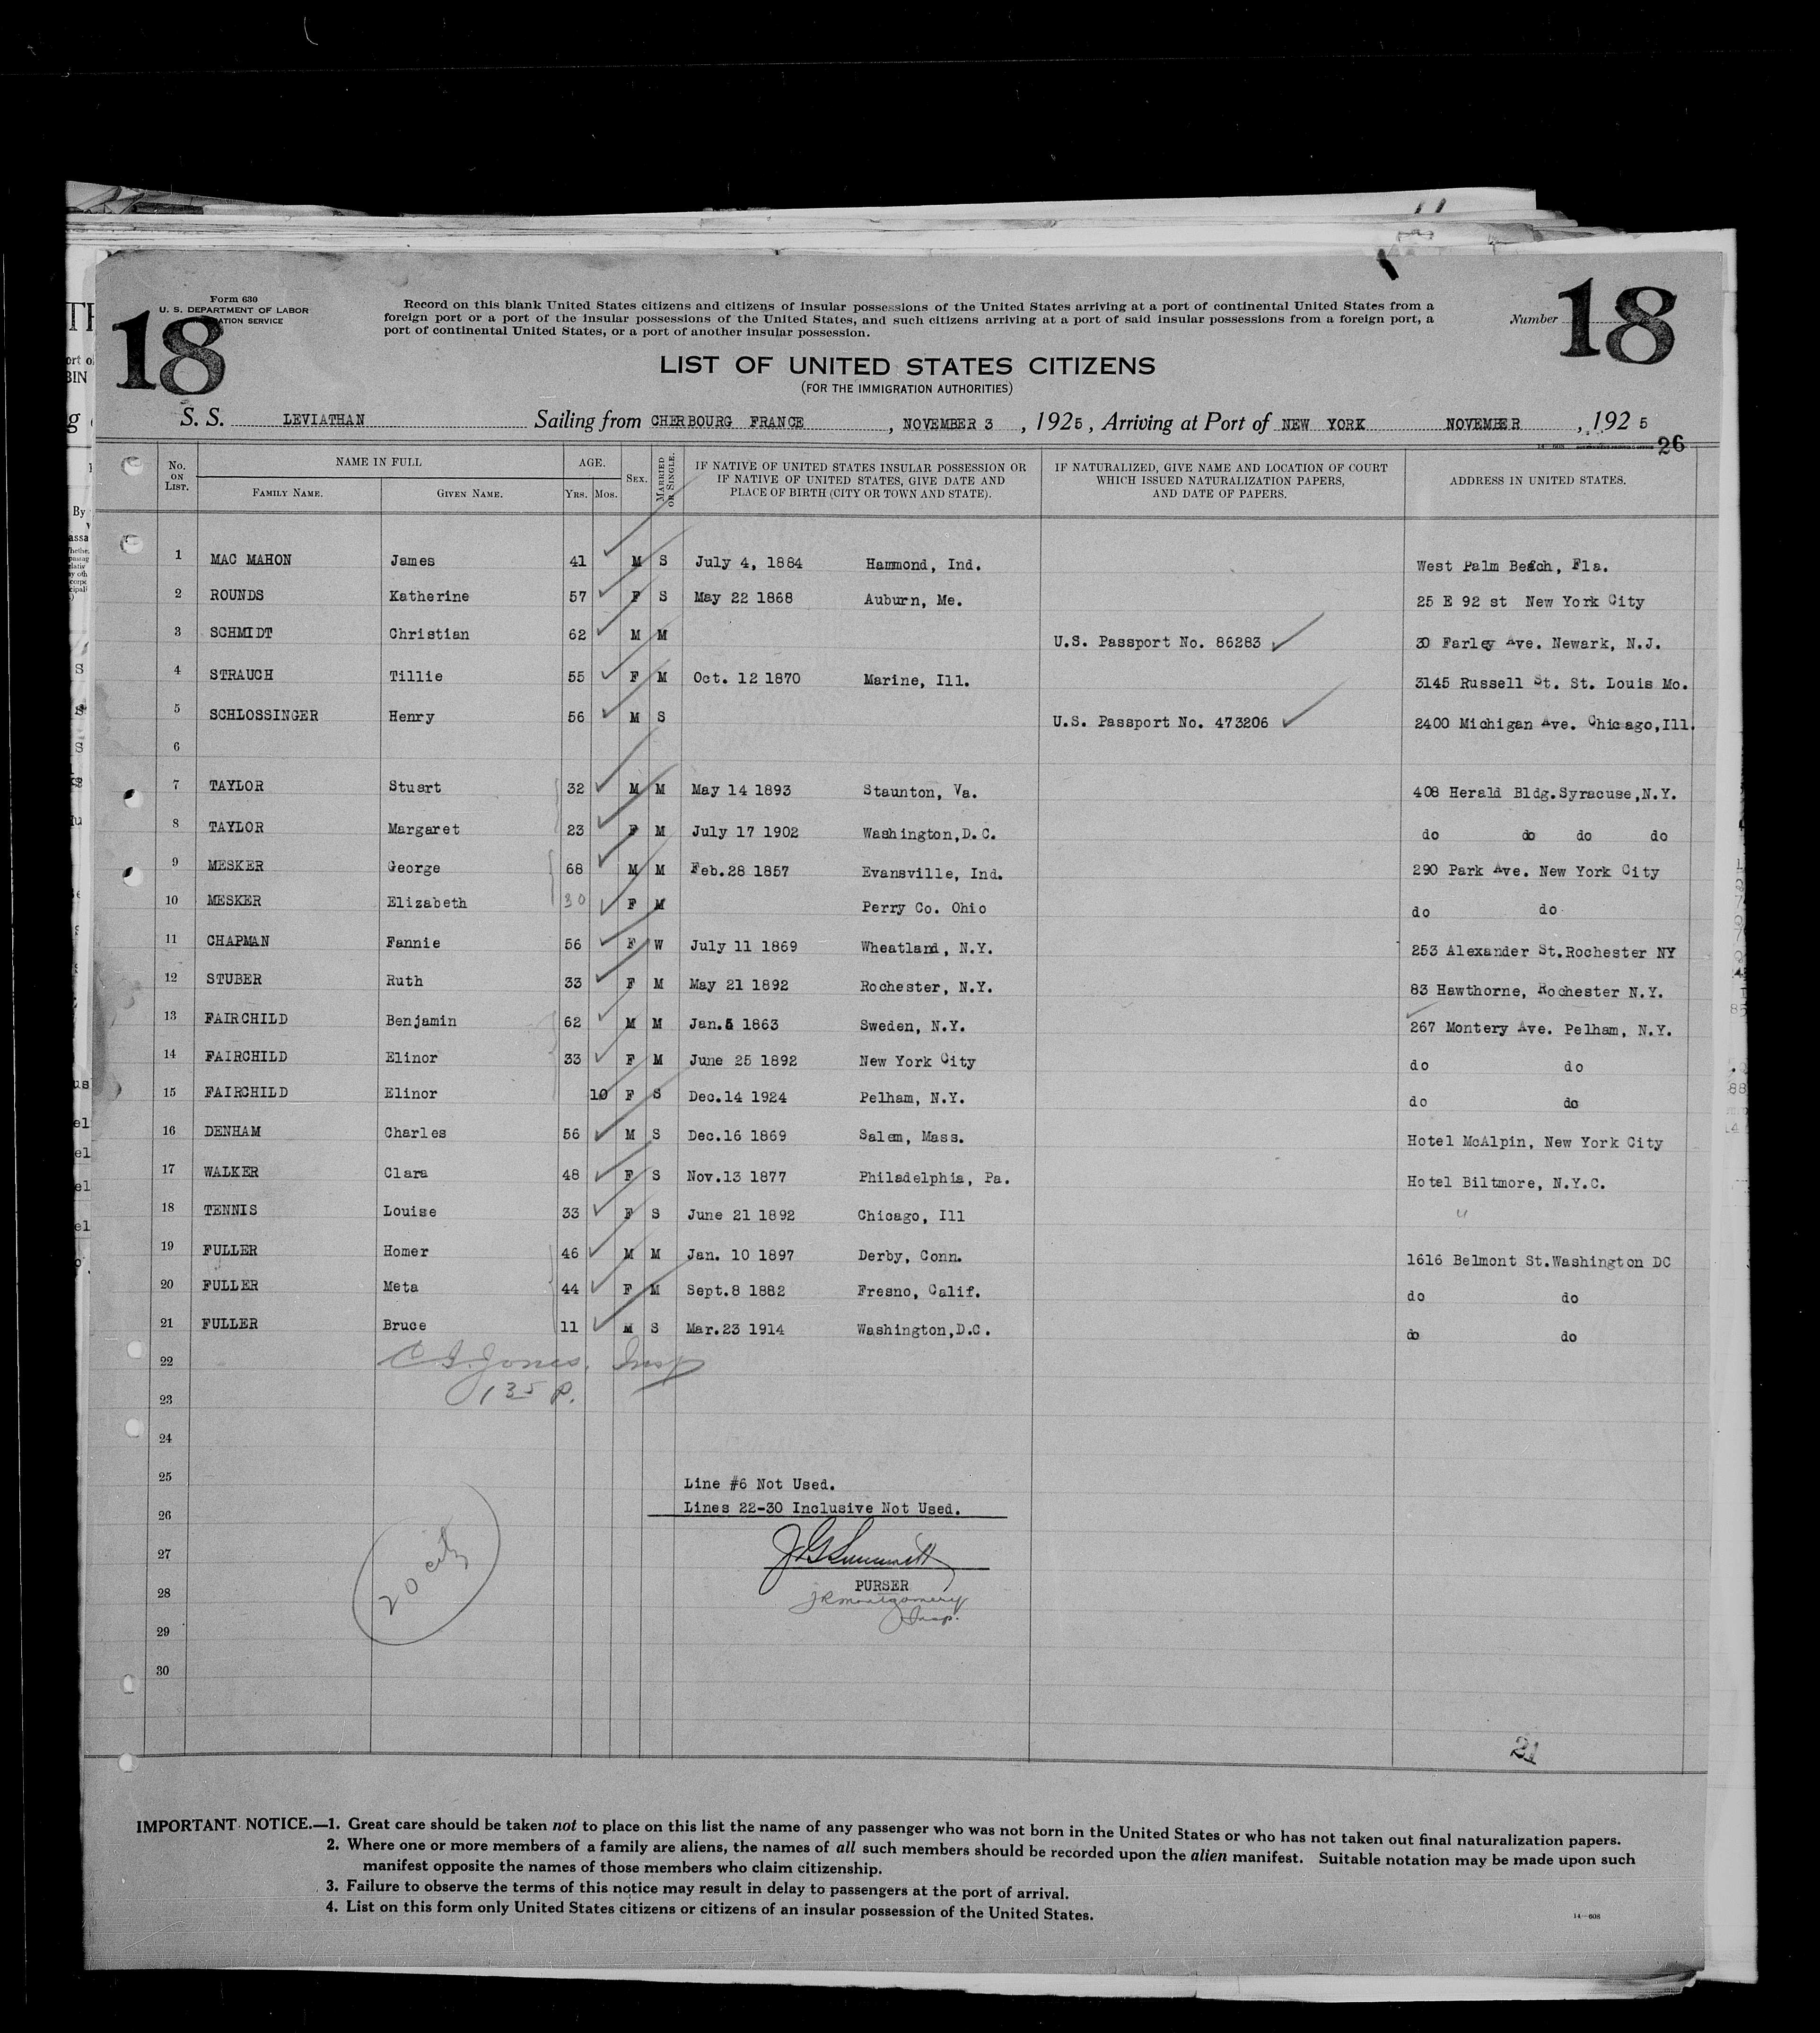 Form 630
U. S. DEPARTMENT OF LABOR
18
Record on this blank United States citizens and citizens of insular possessions of the United States arriving at a port of continental United States from a
foreign port or a port of the insular possessions of the United States, and such citizens arriving at a port of said insular possessions from a foreign port, a
port of continental United States, or a port of another insular possession.
Number 18
LIST OF UNITED STATES CITIZENS
(FOR THE IMMIGRATION AUTHORITIES)
S. S. LEVIATHAN Sailing from CHERBOURG FRANCE, NOVEMBER 3, 1925, Arriving at Port of NEW YORK NOVEMBER, 1925
26
No. ON LIST. NAME IN FULL FAMILY NAME. GIVEN NAME. AGE. Yrs. Mos. SEX. MARRIED OR SINGLE. IF NATIVE OF UNITED STATES INSULAR POSSESSION OR IF NATIVE OF UNITED STATES, GIVE DATE AND PLACE OF BIRTH (CITY OR TOWN AND STATE). IF NATURALIZED, GIVE NAME AND LOCATION OF COURT WHICH ISSUED NATURALIZATION PAPERS, AND DATE OF PAPERS. ADDRESS IN UNITED STATES.
1 MAC MAHON James 41 M S July 4, 1884 Hammond, Ind. West Palm Beach, Fla.
2 ROUNDS Katherine 57 F S May 22 1868 Auburn, Me. 25 E 92 st New York City
3 SCHMIDT Christian 62 M M U.S. Passport No. 86283 30 Farley Ave. Newark, N.J.
4 STRAUCH Tillie 55 F M Oct. 12 1870 Marine, Ill. 3145 Russell St. St. Louis Mo.
5 SCHLOSSINGER Henry 56 M S U.S. Passport No. 473206 2400 Michigan Ave. Chicago,Ill.
6
7 TAYLOR Stuart 32 M M May 14 1893 Staunton, Va. 408 Herald Bldg.Syracuse,N.Y.
8 TAYLOR Margaret 23 F M July 17 1902 Washington,D.C. do do do do
9 MESKER George 68 M M Feb.28 1857 Evansville, Ind. 290 Park Ave. New York City
10 MESKER Elizabeth 30 F M Perry Co. Ohio do do
11 CHAPMAN Fannie 56 F W July 11 1869 Wheatland, N.Y. 253 Alexander St.Rochester NY
12 STUBER Ruth 33 F M May 21 1892 Rochester, N.Y. 83 Hawthorne, Rochester N.Y.
13 FAIRCHILD Benjamin 62 M M Jan.5 1863 Sweden, N.Y. 267 Montery Ave. Pelham, N.Y.
14 FAIRCHILD Elinor 33 F M June 25 1892 New York City do do
15 FAIRCHILD Elinor 10 F S Dec.14 1924 Pelham, N.Y. do do
16 DENHAM Charles 56 M S Dec.16 1869 Salem, Mass. Hotel McAlpin, New York City
17 WALKER Clara 48 F S Nov.13 1877 Philadelphia, Pa. Hotel Biltmore, N.Y.C.
18 TENNIS Louise 33 F S June 21 1892 Chicago, Ill "
19 FULLER Homer 46 M M Jan. 10 1897 Derby, Conn. 1616 Belmont St.Washington DC
20 FULLER Meta 44 F M Sept.8 1882 Fresno, Calif. do do
21 FULLER Bruce 11 M S Mar.23 1914 Washington,D.C. do do
22 Jones, Insp
23 135 P.
24
25 Line #6 Not Used.
Lines 22-30 Inclusive Not Used.
26
27
28 PURSER
JR Montgomery
Insp.
20 city
29
30
21
IMPORTANT NOTICE.—1. Great care should be taken not to place on this list the name of any passenger who was not born in the United States or who has not taken out final naturalization papers.
2. Where one or more members of a family are aliens, the names of all such members should be recorded upon the alien manifest. Suitable notation may be made upon such
manifest opposite the names of those members who claim citizenship.
3. Failure to observe the terms of this notice may result in delay to passengers at the port of arrival.
4. List on this form only United States citizens or citizens of an insular possession of the United States.
14—608